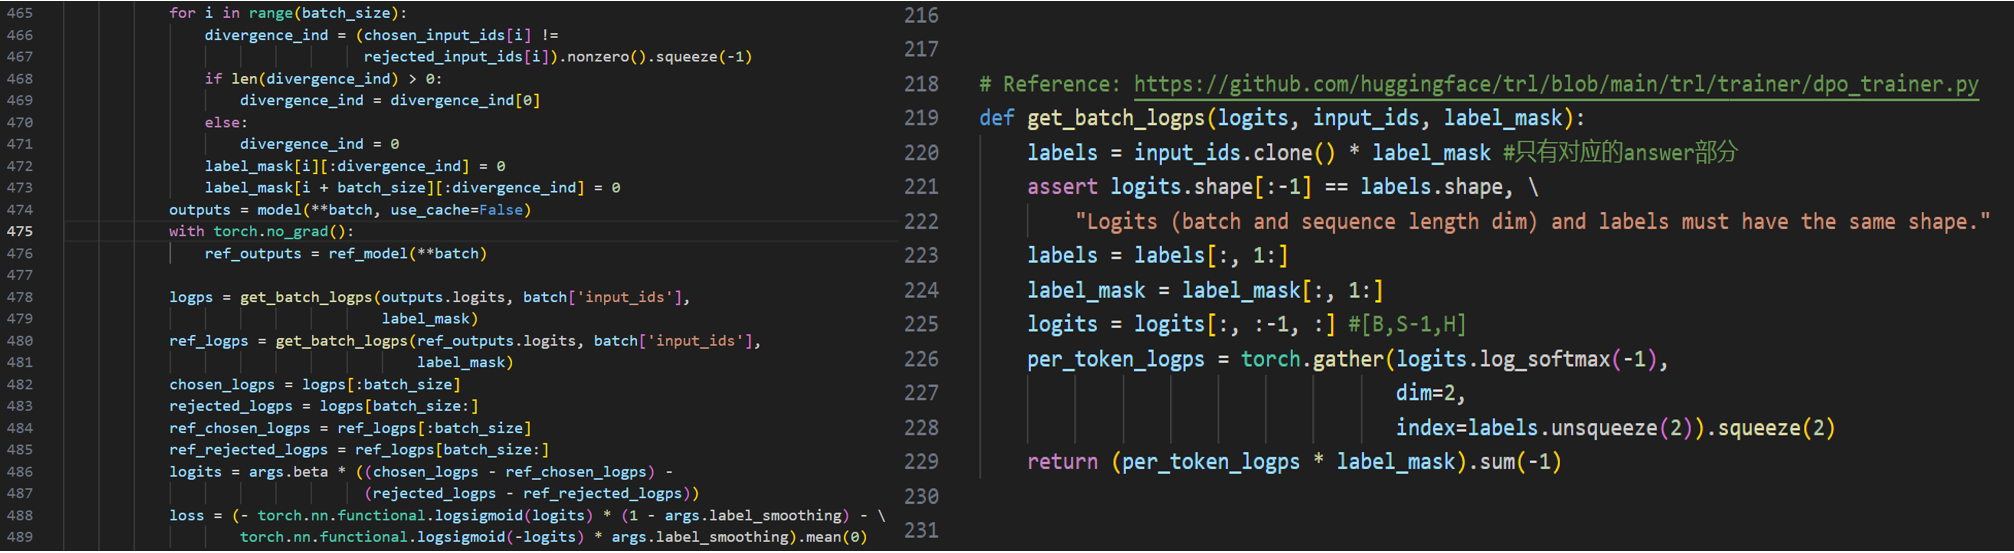 465 for i in range(batch_size):
466 divergence_ind = (chosen_input_ids[i] !=
467 rejected_input_ids[i]).nonzero().squeeze(-1)
468 if len(divergence_ind) > 0:
469 divergence_ind = divergence_ind[0]
470 else:
471 divergence_ind = 0
472 label_mask[i][:divergence_ind] = 0
473 label_mask[i + batch_size][:divergence_ind] = 0
474 outputs = model(**batch, use_cache=False)
475 with torch.no_grad():
476 ref_outputs = ref_model(**batch)
477
478 logps = get_batch_logps(outputs.logits, batch['input_ids'],
479 label_mask)
480 ref_logps = get_batch_logps(ref_outputs.logits, batch['input_ids'],
481 label_mask)
482 chosen_logps = logps[:batch_size]
483 rejected_logps = logps[batch_size:]
484 ref_chosen_logps = ref_logps[:batch_size]
485 ref_rejected_logps = ref_logps[batch_size:]
486 logits = args.beta * ((chosen_logps - ref_chosen_logps) -
487 (rejected_logps - ref_rejected_logps))
488 loss = (- torch.nn.functional.logsigmoid(logits) * (1 - args.label_smoothing) - \
489 torch.nn.functional.logsigmoid(-logits) * args.label_smoothing).mean(0)
216
217
218 # Reference: https://github.com/huggingface/trl/blob/main/trl/trainer/dpo_trainer.py
219 def get_batch_logps(logits, input_ids, label_mask):
220 labels = input_ids.clone() * label_mask #只有对应的answer部分
221 assert logits.shape[:-1] == labels.shape, \
222 "Logits (batch and sequence length dim) and labels must have the same shape."
223 labels = labels[:, 1:]
224 label_mask = label_mask[:, 1:]
225 logits = logits[:, :-1, :] #[B,S-1,H]
226 per_token_logps = torch.gather(logits.log_softmax(-1),
227 dim=2,
228 index=labels.unsqueeze(2)).squeeze(2)
229 return (per_token_logps * label_mask).sum(-1)
230
231